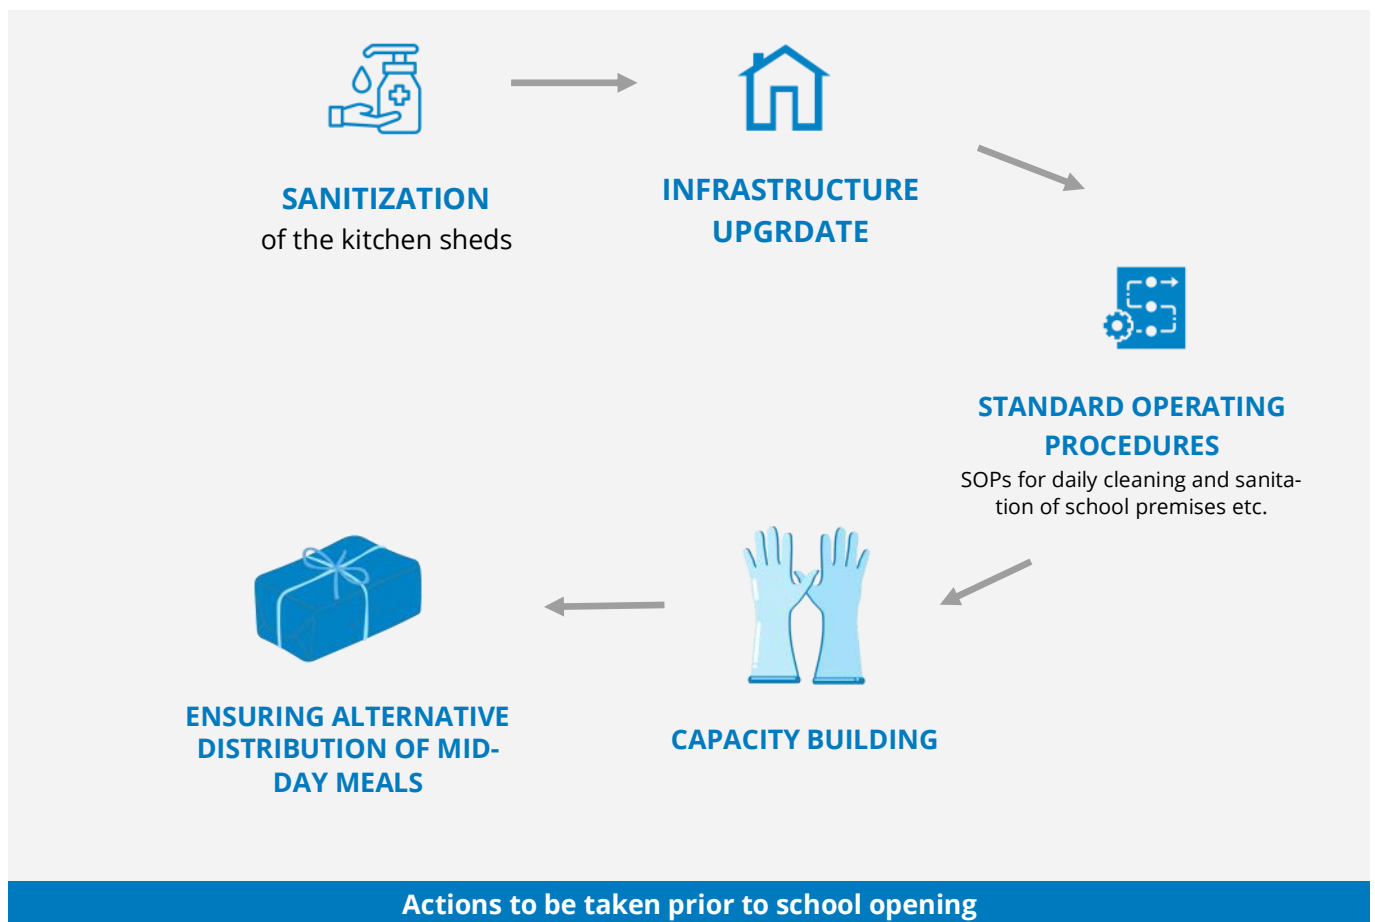 SANITIZATION
of the kitchen sheds
INFRASTRUCTURE
UPGRDATE
STANDARD OPERATING
PROCEDURES
SOPs for daily cleaning and sanita-
tion of school premises etc.
CAPACITY BUILDING
ENSURING ALTERNATIVE
DISTRIBUTION OF MID-
DAY MEALS
Actions to be taken prior to school opening